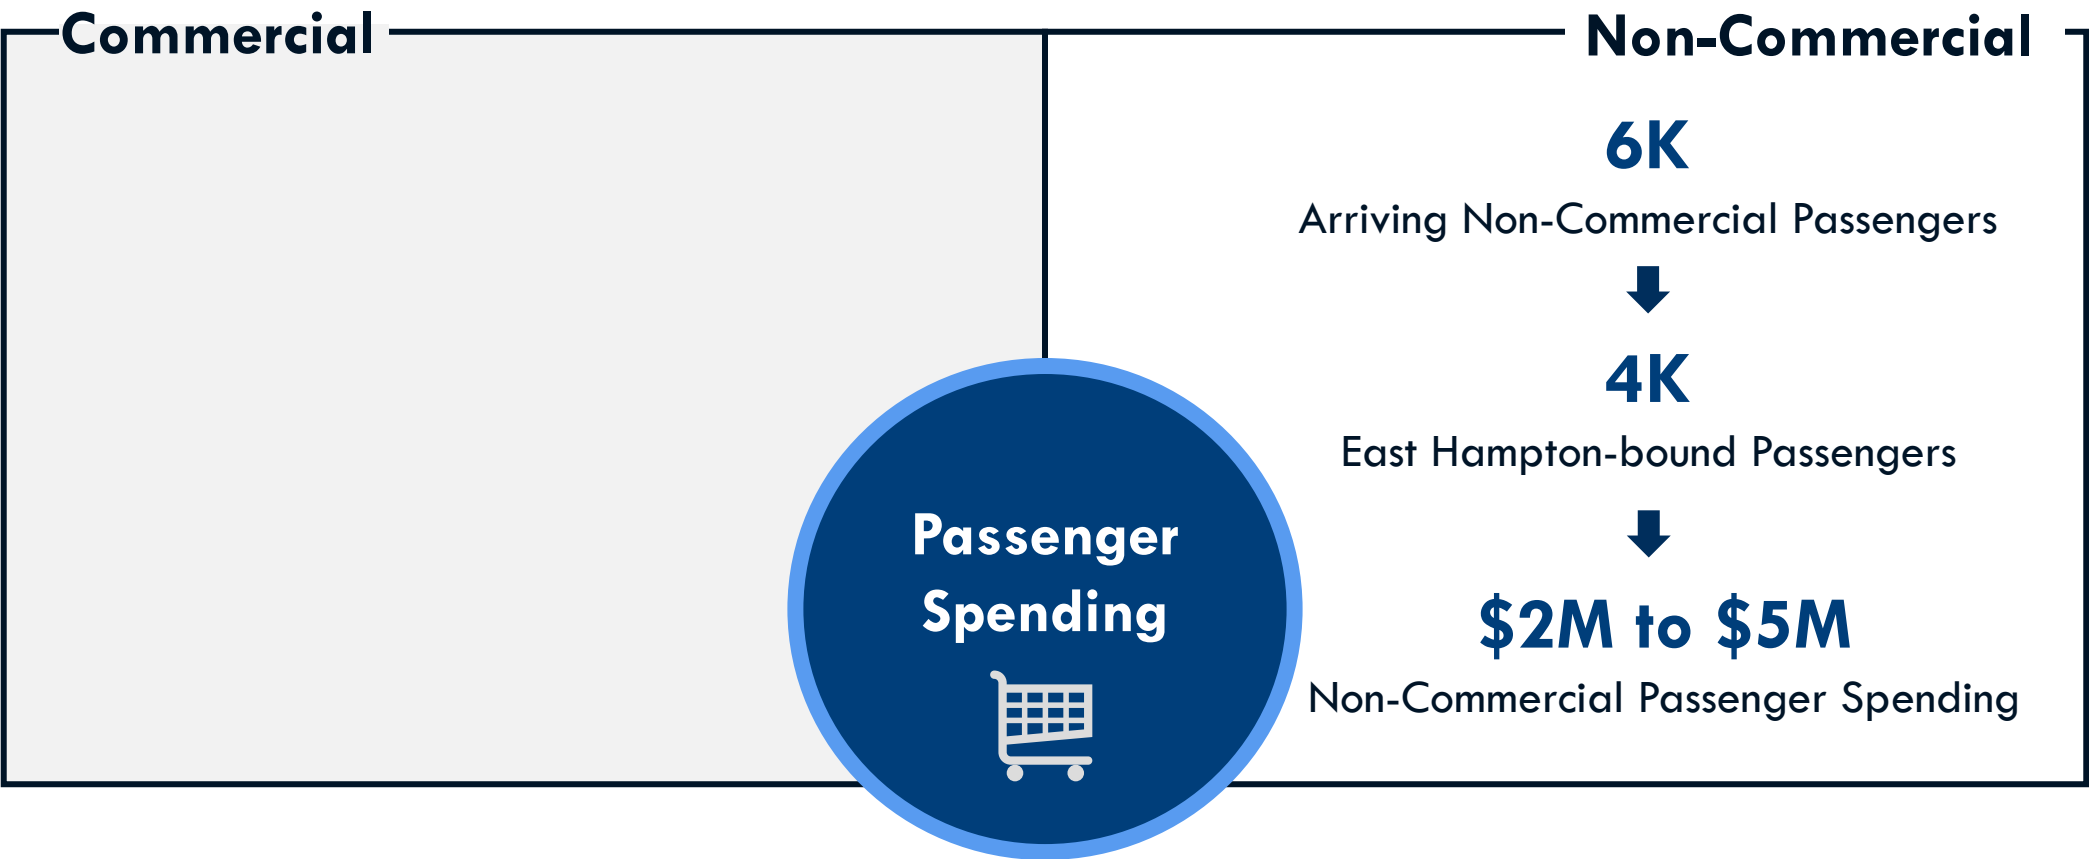 Commercial
Non-Commercial
6K
Arriving Non-Commercial Passengers
4K
East Hampton-bound Passengers
$2M to $5M
Non-Commercial Passenger Spending
Passenger
Spending